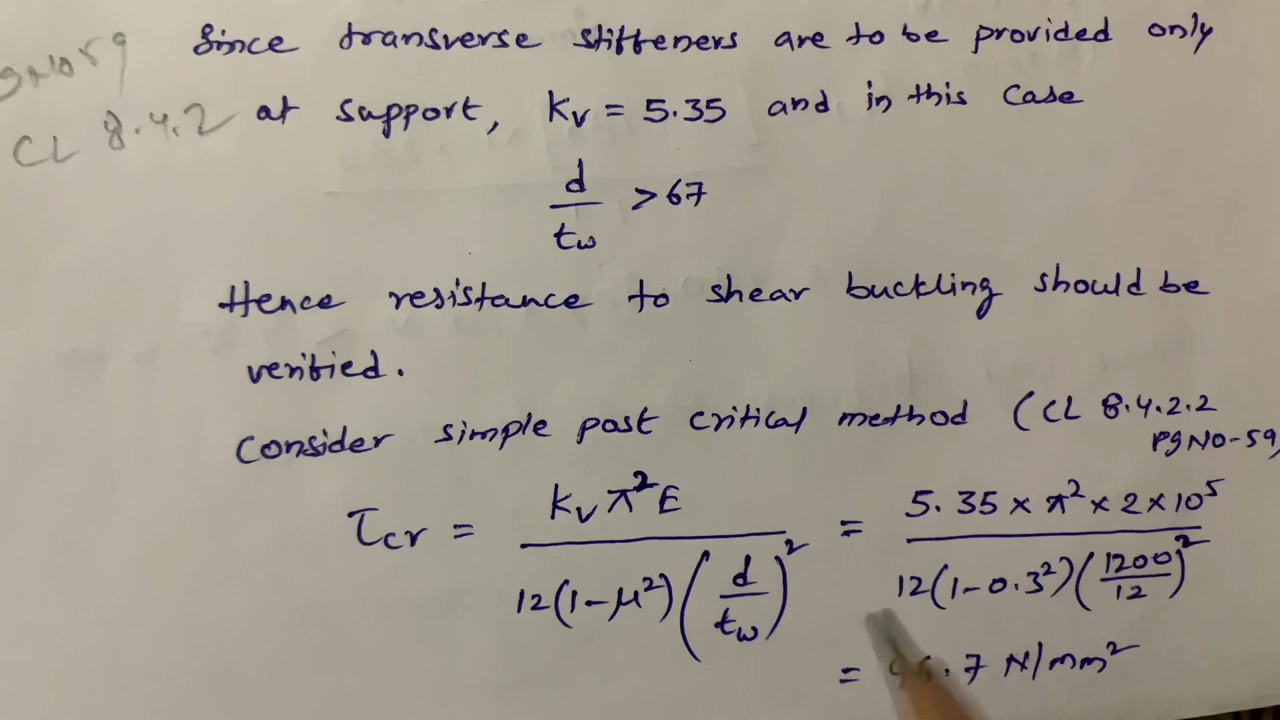 Since transverse stiffeners are to be provided only
CL 8.4.2 at support, kv = 5.35 and in this case
d/tw > 67
Hence resistance to shear buckling should be
verified.
Consider simple post critical method (CL 8.4.2.2
PgNO-59)
τcr = kv π² E / 12(1-μ²)(d/tw)² = 5.35 × π² × 2 × 10⁵ / 12(1-0.3²)(1200/12)²
= .7 N/mm²